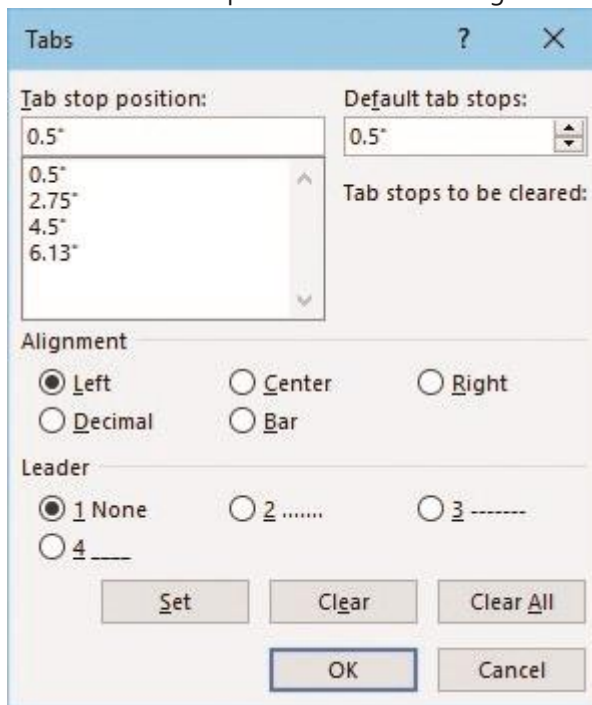 Tabs ? ×
Tab stop position: Default tab stops:
0.5" 0.5"
0.5" Tab stops to be cleared:
2.75"
4.5"
6.13"
Alignment
Left Center Right
Decimal Bar
Leader
1 None 2 ....... 3 -------
4 ____
Set Clear Clear All
OK Cancel